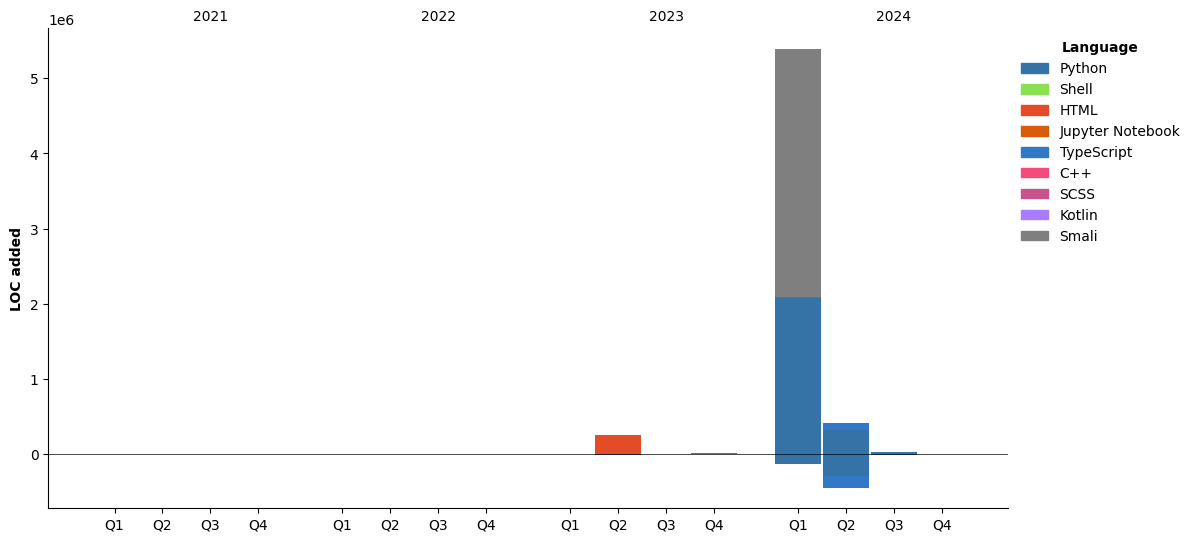 1e6
2021 2022 2023 2024
5
4
3
2
1
0
LOC added
Q1 Q2 Q3 Q4 Q1 Q2 Q3 Q4 Q1 Q2 Q3 Q4 Q1 Q2 Q3 Q4
Language
Python
Shell
HTML
Jupyter Notebook
TypeScript
C++
SCSS
Kotlin
Smali